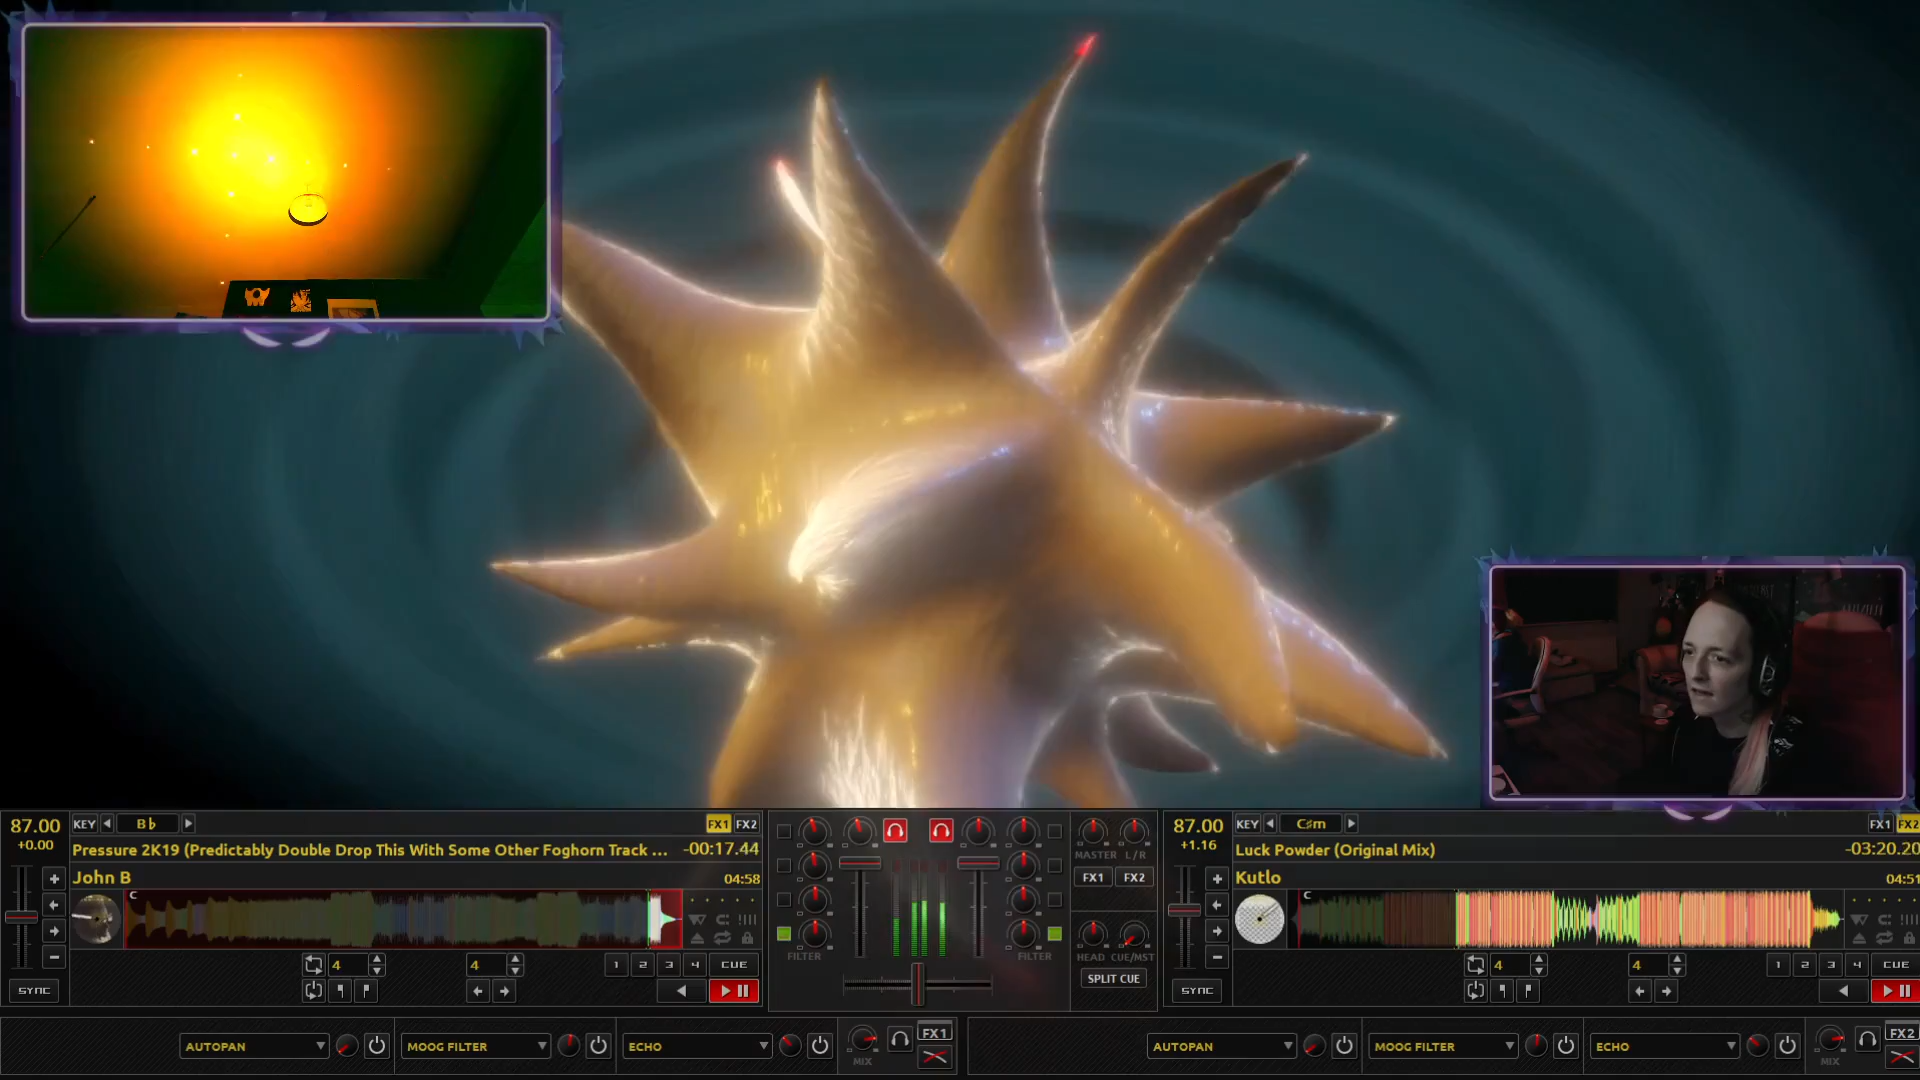 87.00
+0.00
KEY
B♭
FX1 FX2
Pressure 2K19 (Predictably Double Drop This With Some Other Foghorn Track ...
-00:17.44
John B
04:58
C
4
4
1 2 3 4 CUE
SYNC
FILTER
FILTER
MASTER L/R
FX1 FX2
HEAD CUE/MST
SPLIT CUE
87.00
+1.16
KEY
C♯m
FX1 FX2
Luck Powder (Original Mix)
-03:20.20
Kutlo
04:51
C
4
4
1 2 3 4 CUE
SYNC
AUTOPAN
MOOG FILTER
ECHO
MIX
FX1
AUTOPAN
MOOG FILTER
ECHO
MIX
FX2